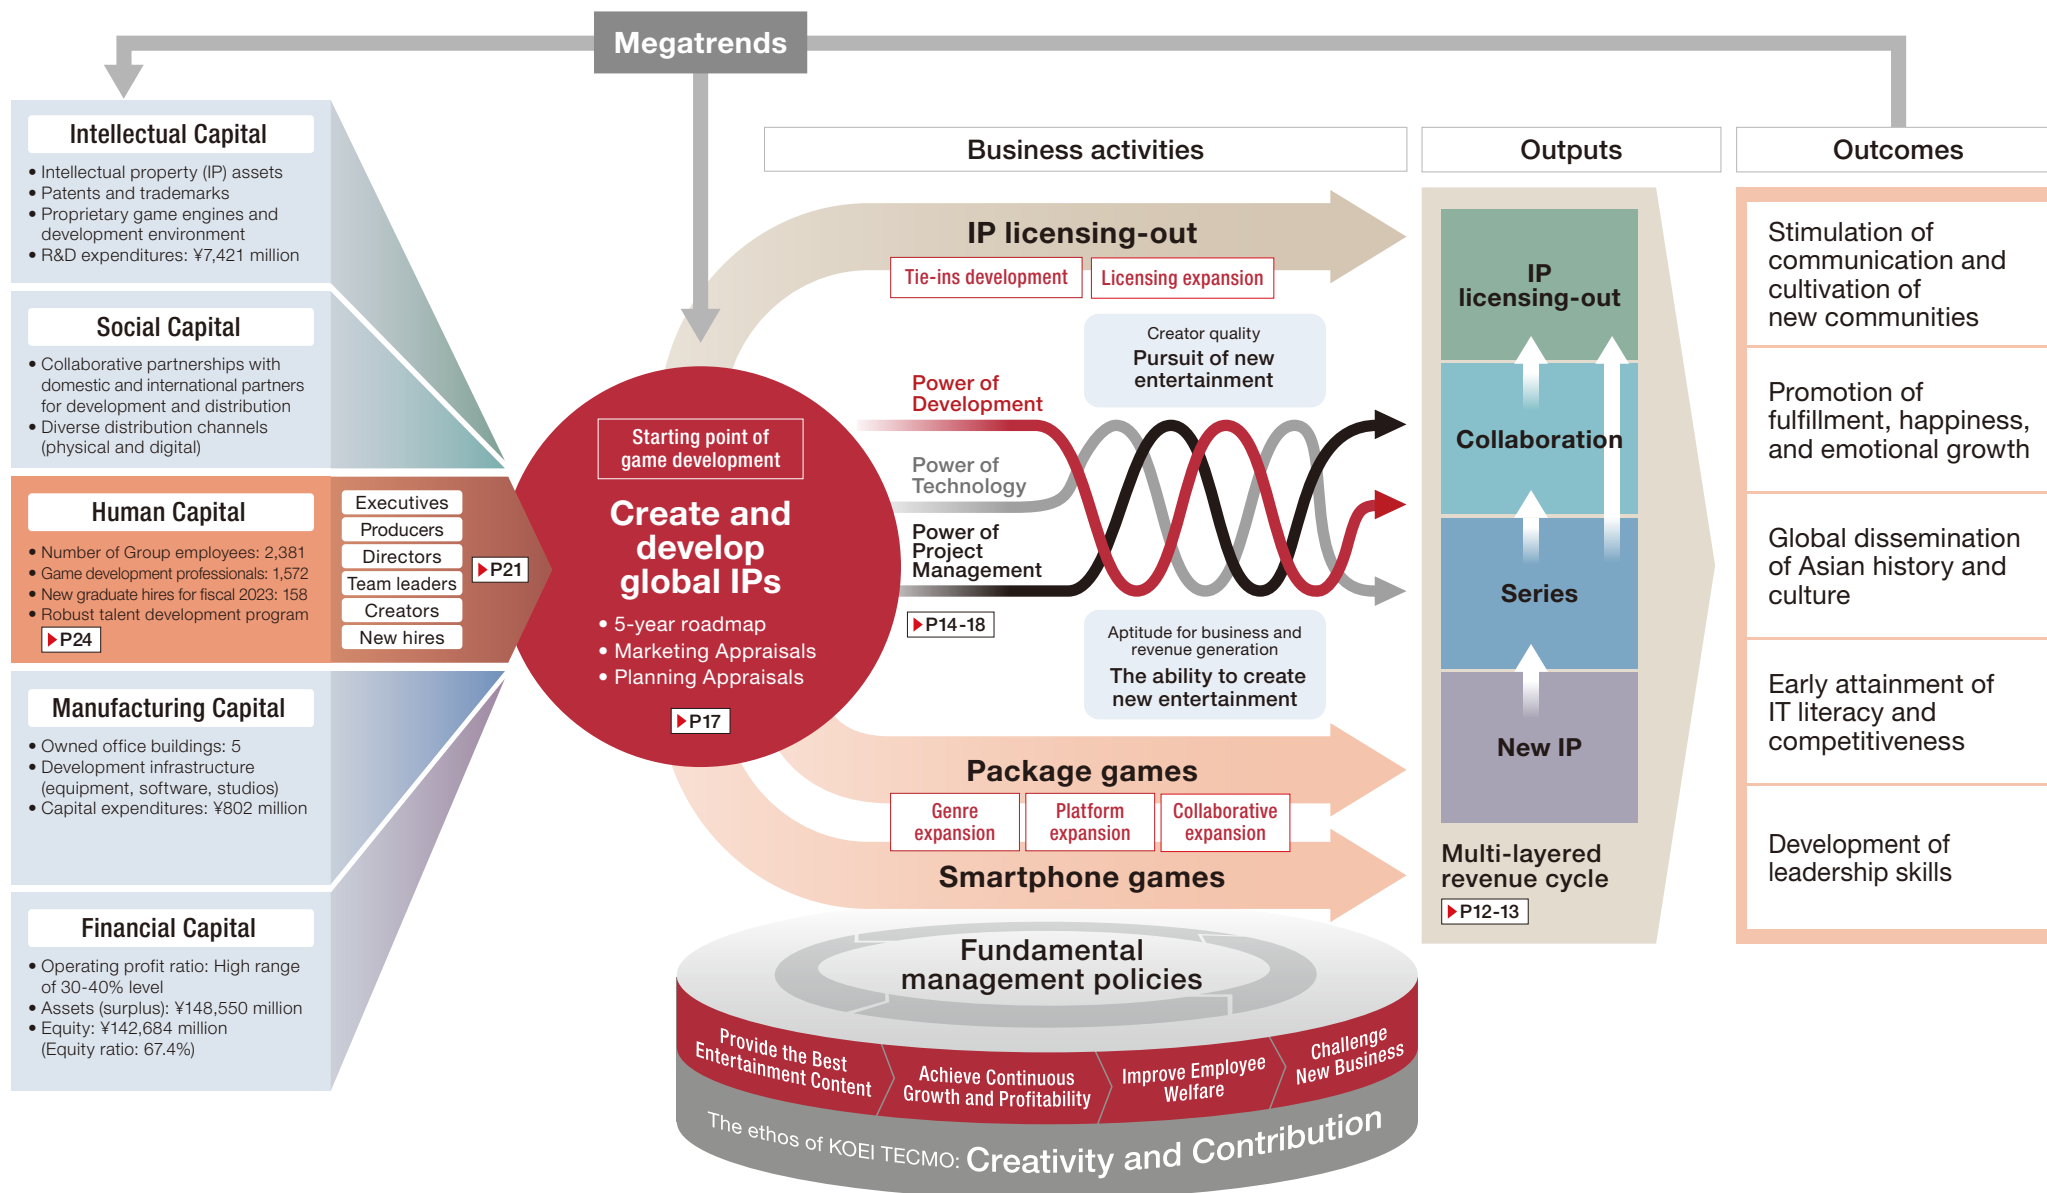 Megatrends
Intellectual Capital
• Intellectual property (IP) assets
• Patents and trademarks
• Proprietary game engines and
development environment
• R&D expenditures: ¥7,421 million
Social Capital
• Collaborative partnerships with
domestic and international partners
for development and distribution
• Diverse distribution channels
(physical and digital)
Human Capital
• Number of Group employees: 2,381
• Game development professionals: 1,572
• New graduate hires for fiscal 2023: 158
• Robust talent development program
P24
Executives
Producers
Directors
Team leaders
Creators
New hires
P21
Manufacturing Capital
• Owned office buildings: 5
• Development infrastructure
(equipment, software, studios)
• Capital expenditures: ¥802 million
Financial Capital
• Operating profit ratio: High range
of 30-40% level
• Assets (surplus): ¥148,550 million
• Equity: ¥142,684 million
(Equity ratio: 67.4%)
Starting point of
game development
Create and
develop
global IPs
• 5-year roadmap
• Marketing Appraisals
• Planning Appraisals
P17
Business activities
IP licensing-out
Tie-ins development
Licensing expansion
Creator quality
Pursuit of new
entertainment
Power of
Development
Power of
Technology
Power of
Project
Management
P14-18
Aptitude for business and
revenue generation
The ability to create
new entertainment
Package games
Genre
expansion
Platform
expansion
Collaborative
expansion
Smartphone games
Outputs
IP
licensing-out
Collaboration
Series
New IP
Multi-layered
revenue cycle
P12-13
Outcomes
Stimulation of
communication and
cultivation of
new communities
Promotion of
fulfillment, happiness,
and emotional growth
Global dissemination
of Asian history and
culture
Early attainment of
IT literacy and
competitiveness
Development of
leadership skills
Fundamental
management policies
Provide the Best
Entertainment Content
Achieve Continuous
Growth and Profitability
Improve Employee
Welfare
Challenge
New Business
The ethos of KOEI TECMO: Creativity and Contribution